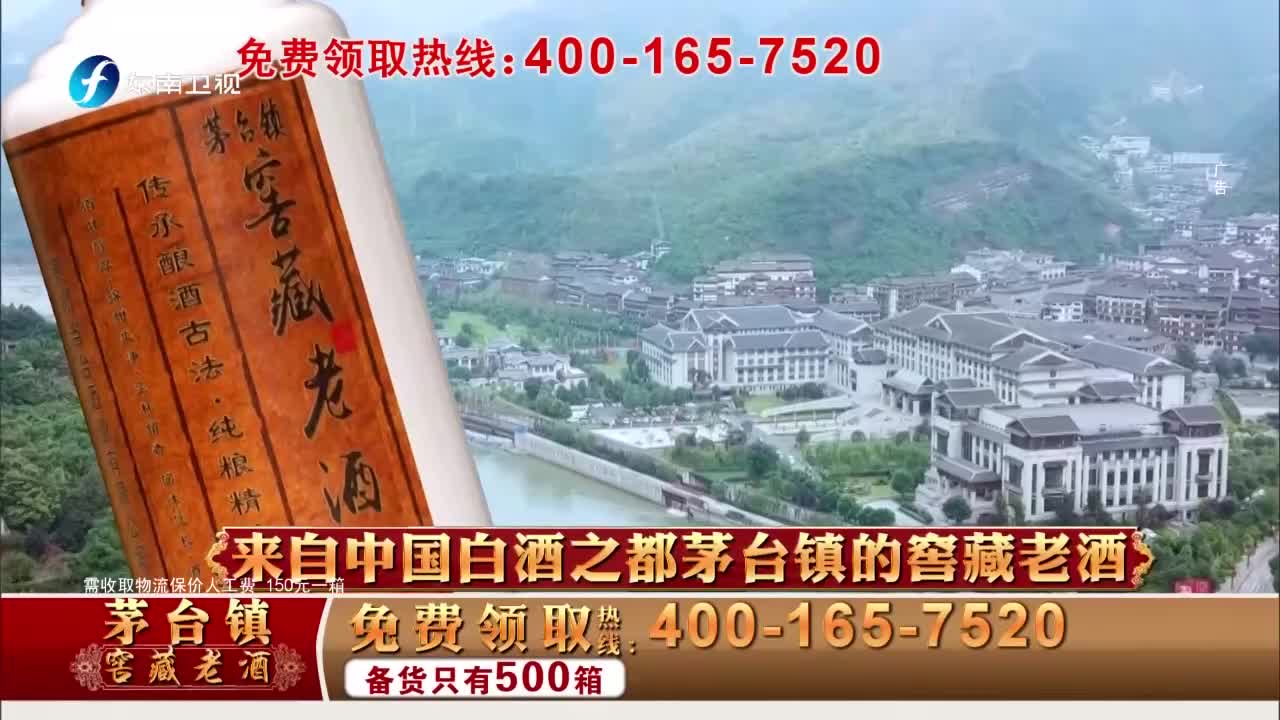 免费领取热线:400-165-7520
东南卫视
广告
茅台镇
窖藏老酒
传承酿酒古法·纯粮精
来自中国白酒之都茅台镇的窖藏老酒
需收取物流保价人工费 150元一箱
茅台镇
窖藏老酒
免费领取热线:400-165-7520
备货只有500箱